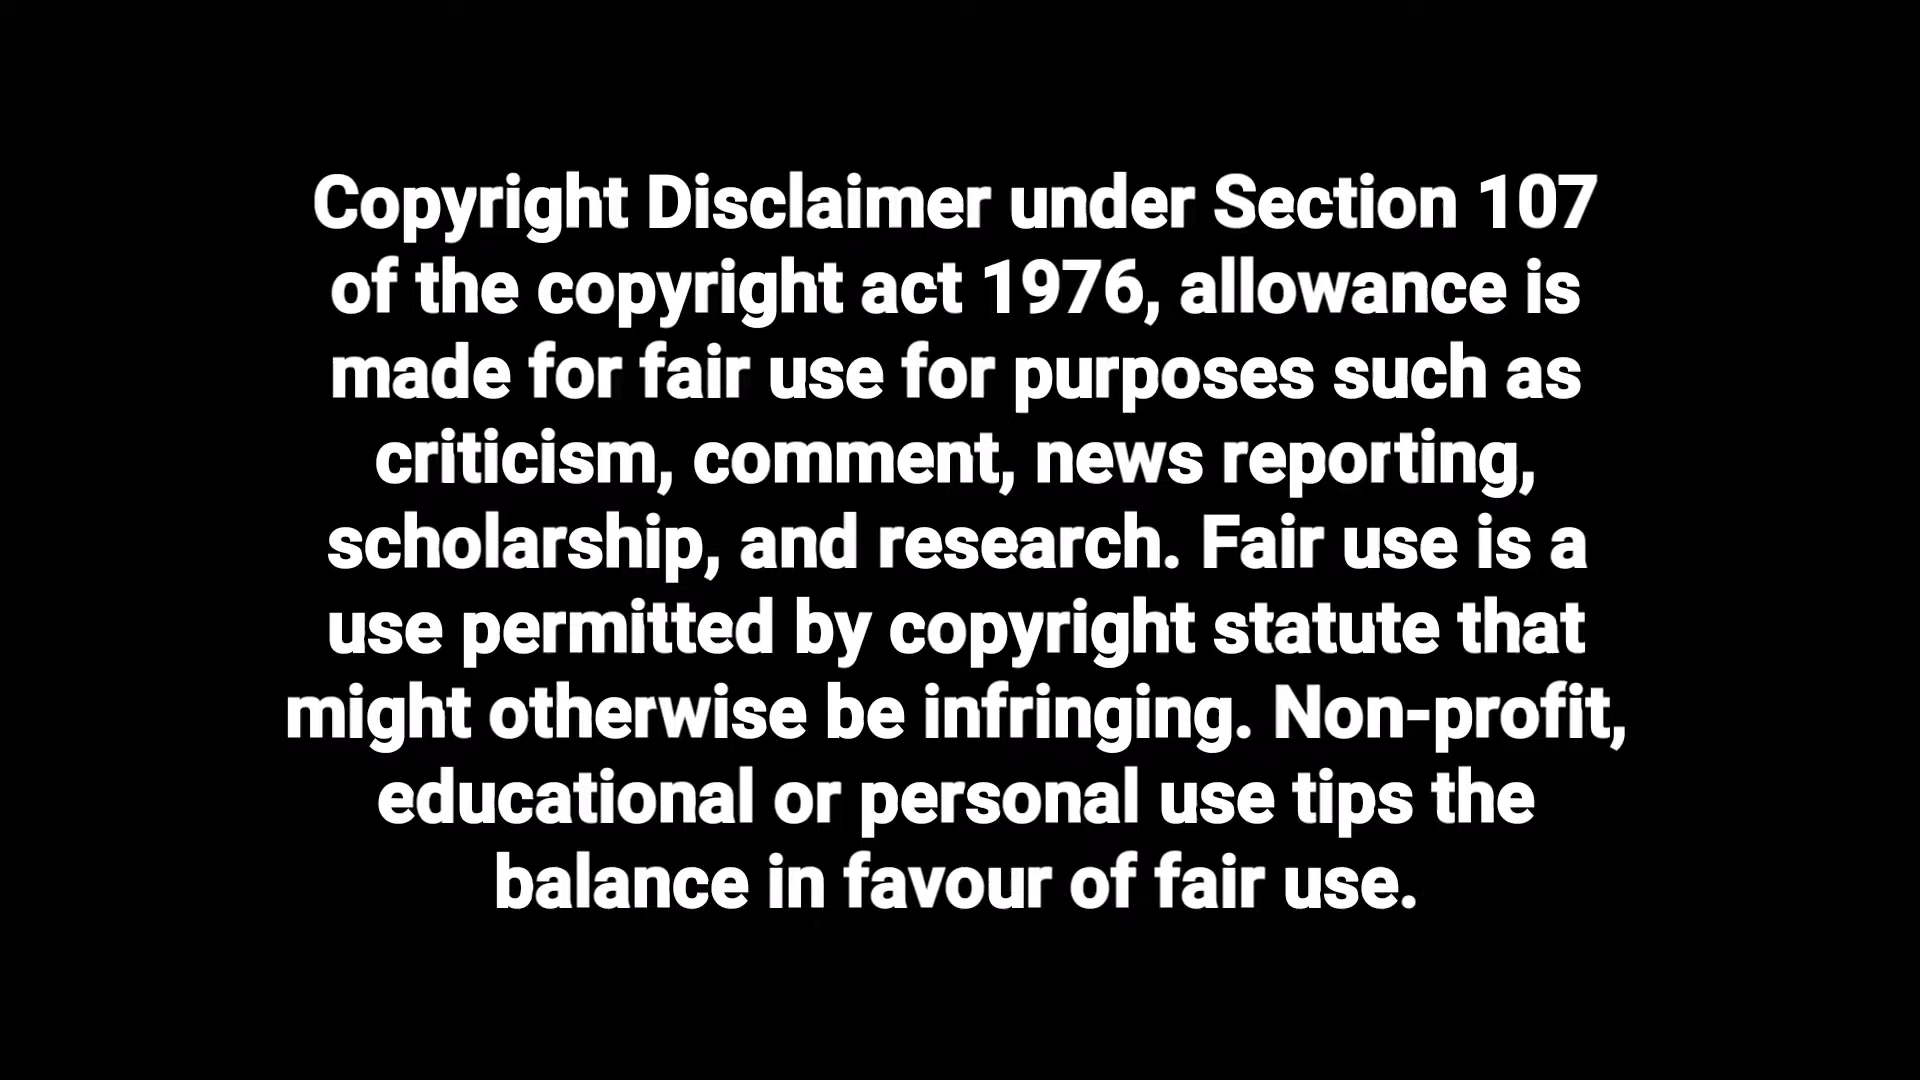 Copyright Disclaimer under Section 107
of the copyright act 1976, allowance is
made for fair use for purposes such as
criticism, comment, news reporting,
scholarship, and research. Fair use is a
use permitted by copyright statute that
might otherwise be infringing. Non-profit,
educational or personal use tips the
balance in favour of fair use.